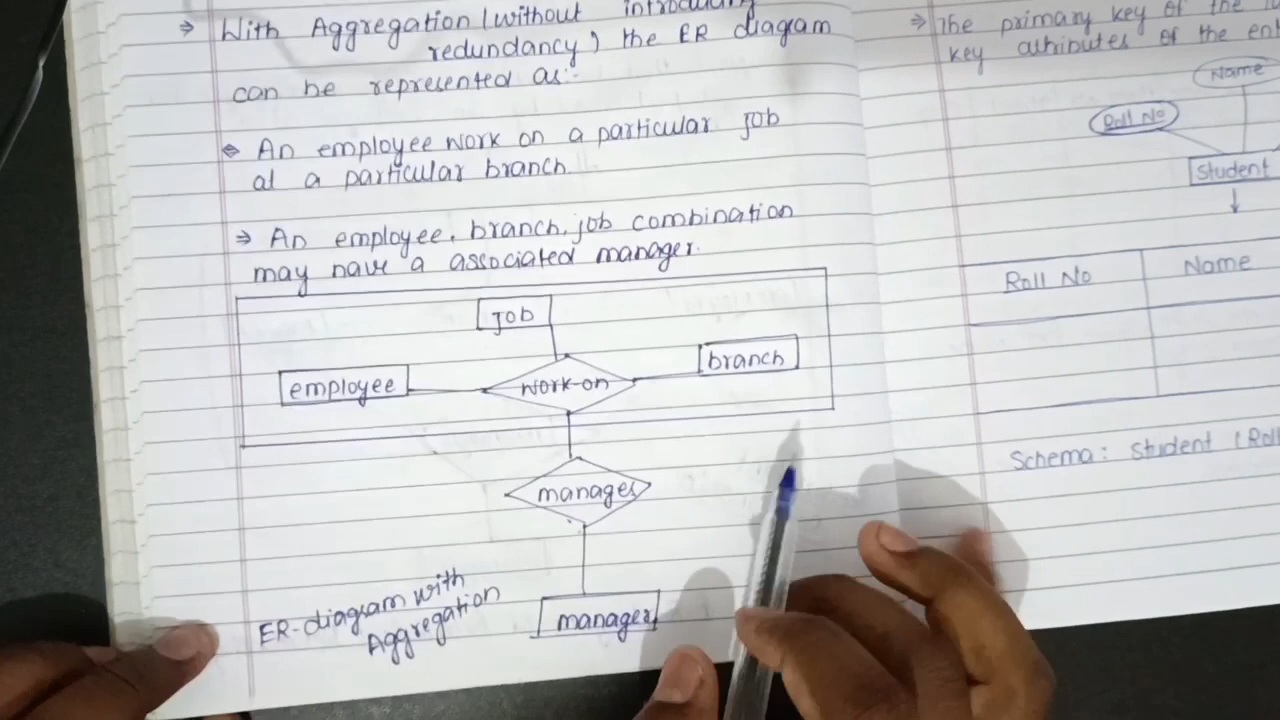 ⇒ With Aggregation (without introducing
redundancy) the ER diagram
can be represented as:-
⇒ An employee work on a particular job
at a particular branch
⇒ An employee, branch, job combination
may have a associated manager.
job
branch
employee
work-on
manages
ER-diagram with
Aggregation
manager
⇒ The primary key of the
key attributes of the
Name
Roll No
Student
Roll No Name
Schema: Student (Roll